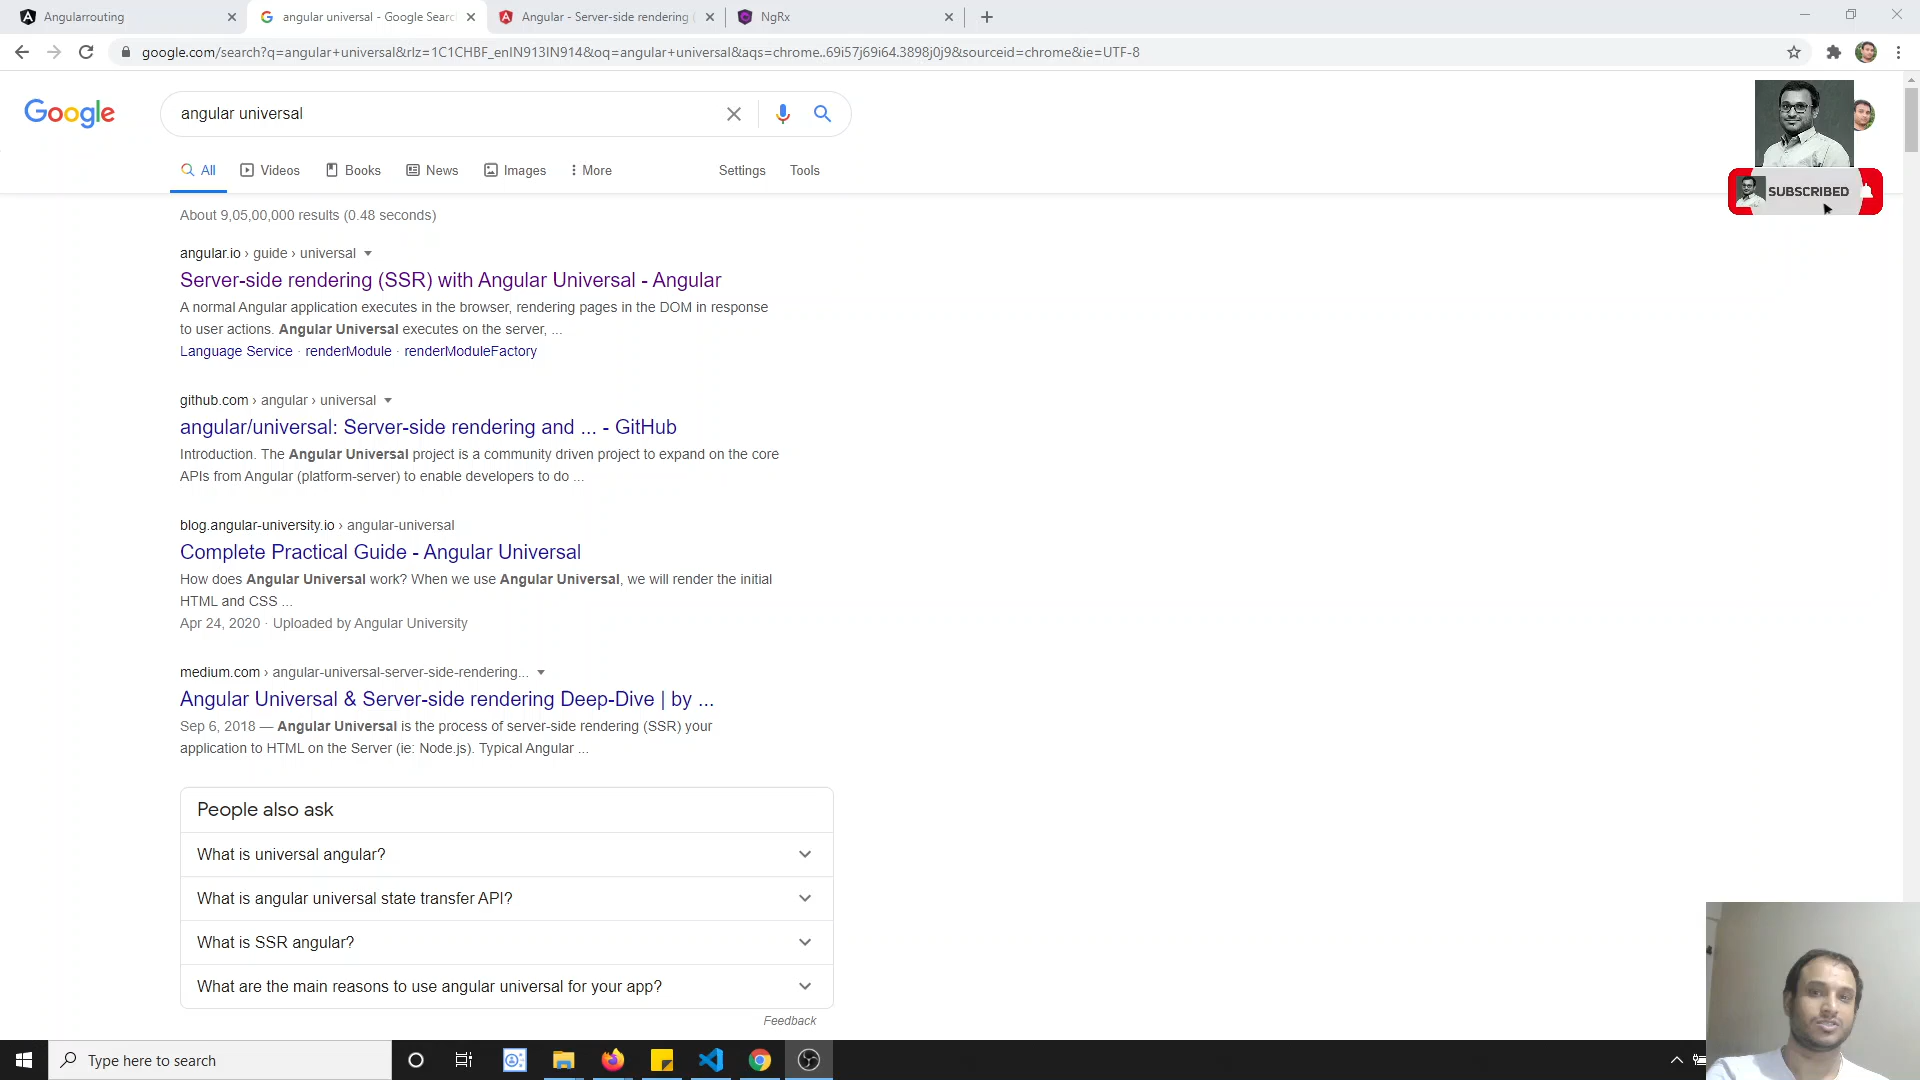 Angularrouting
angular universal - Google Searc
Angular - Server-side rendering (
NgRx
google.com/search?q=angular+universal&rlz=1C1CHBF_enIN913IN914&oq=angular+universal&aqs=chrome..69i57j69i64.3898j0j9&sourceid=chrome&ie=UTF-8
Google
angular universal
All
Videos
Books
News
Images
More
Settings
Tools
SUBSCRIBED
About 9,05,00,000 results (0.48 seconds)
angular.io › guide › universal
Server-side rendering (SSR) with Angular Universal - Angular
A normal Angular application executes in the browser, rendering pages in the DOM in response
to user actions. Angular Universal executes on the server, ...
Language Service · renderModule · renderModuleFactory
github.com › angular › universal
angular/universal: Server-side rendering and ... - GitHub
Introduction. The Angular Universal project is a community driven project to expand on the core
APIs from Angular (platform-server) to enable developers to do ...
blog.angular-university.io › angular-universal
Complete Practical Guide - Angular Universal
How does Angular Universal work? When we use Angular Universal, we will render the initial
HTML and CSS ...
Apr 24, 2020 · Uploaded by Angular University
medium.com › angular-universal-server-side-rendering...
Angular Universal & Server-side rendering Deep-Dive | by ...
Sep 6, 2018 — Angular Universal is the process of server-side rendering (SSR) your
application to HTML on the Server (ie: Node.js). Typical Angular ...
People also ask
What is universal angular?
What is angular universal state transfer API?
What is SSR angular?
What are the main reasons to use angular universal for your app?
Feedback
Type here to search